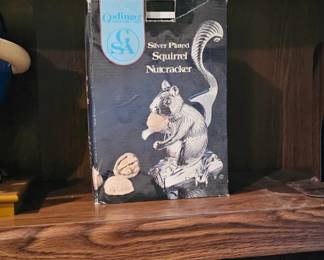 Godinger
GSA
Silver Plated
Squirrel
Nutcracker